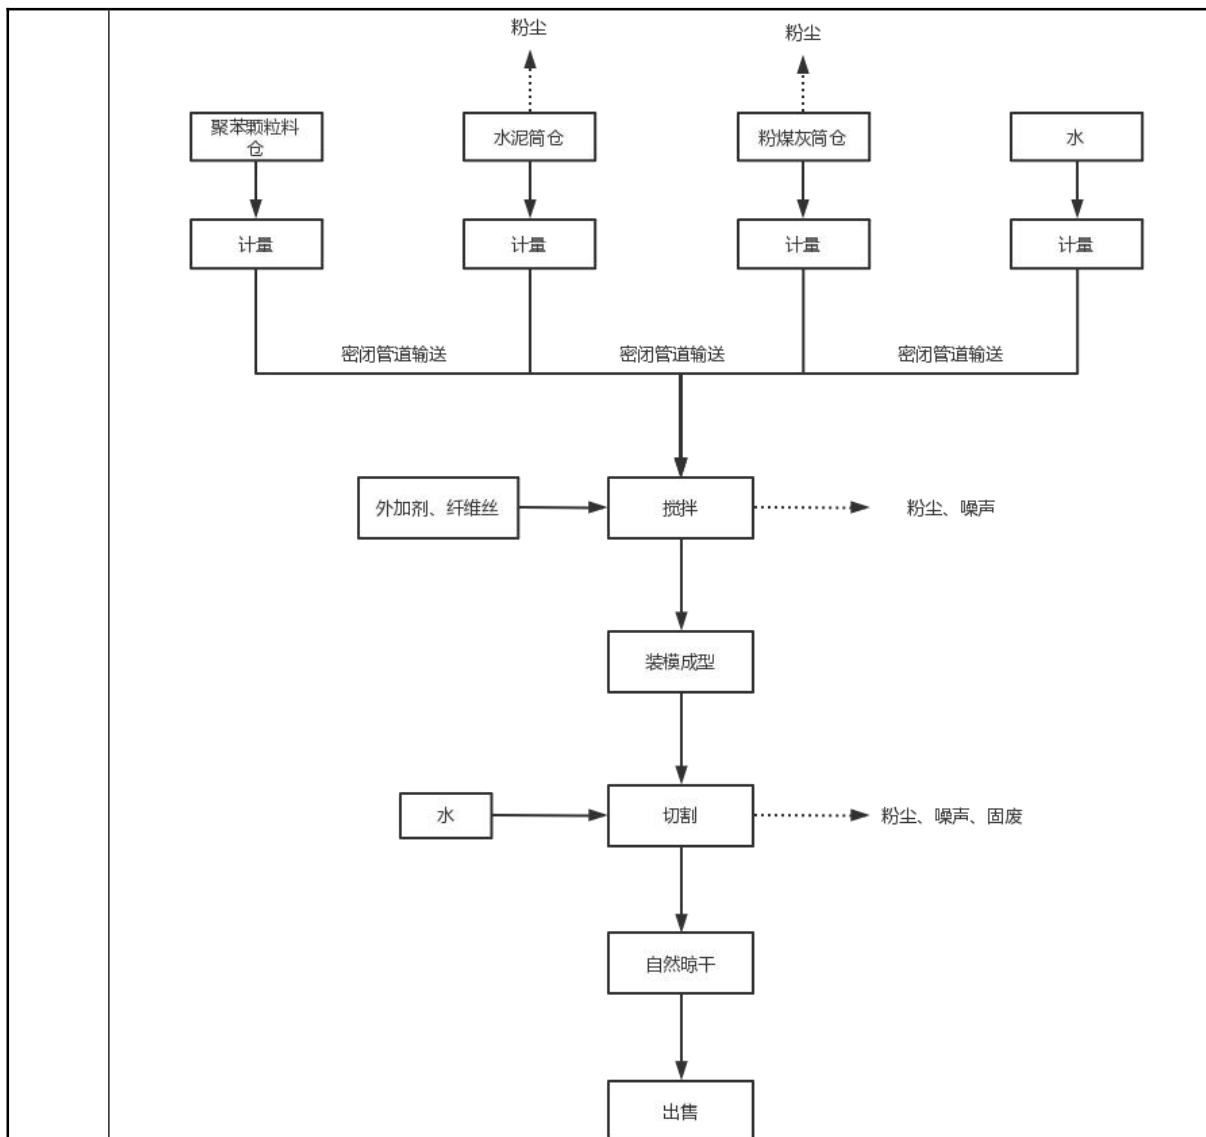 粉尘
粉尘
聚苯颗粒料
仓
水泥筒仓
粉煤灰筒仓
水
计量
计量
计量
计量
密闭管道输送
密闭管道输送
密闭管道输送
外加剂、纤维丝
搅拌
粉尘、噪声
装模成型
水
切割
粉尘、噪声、固废
自然晾干
出售